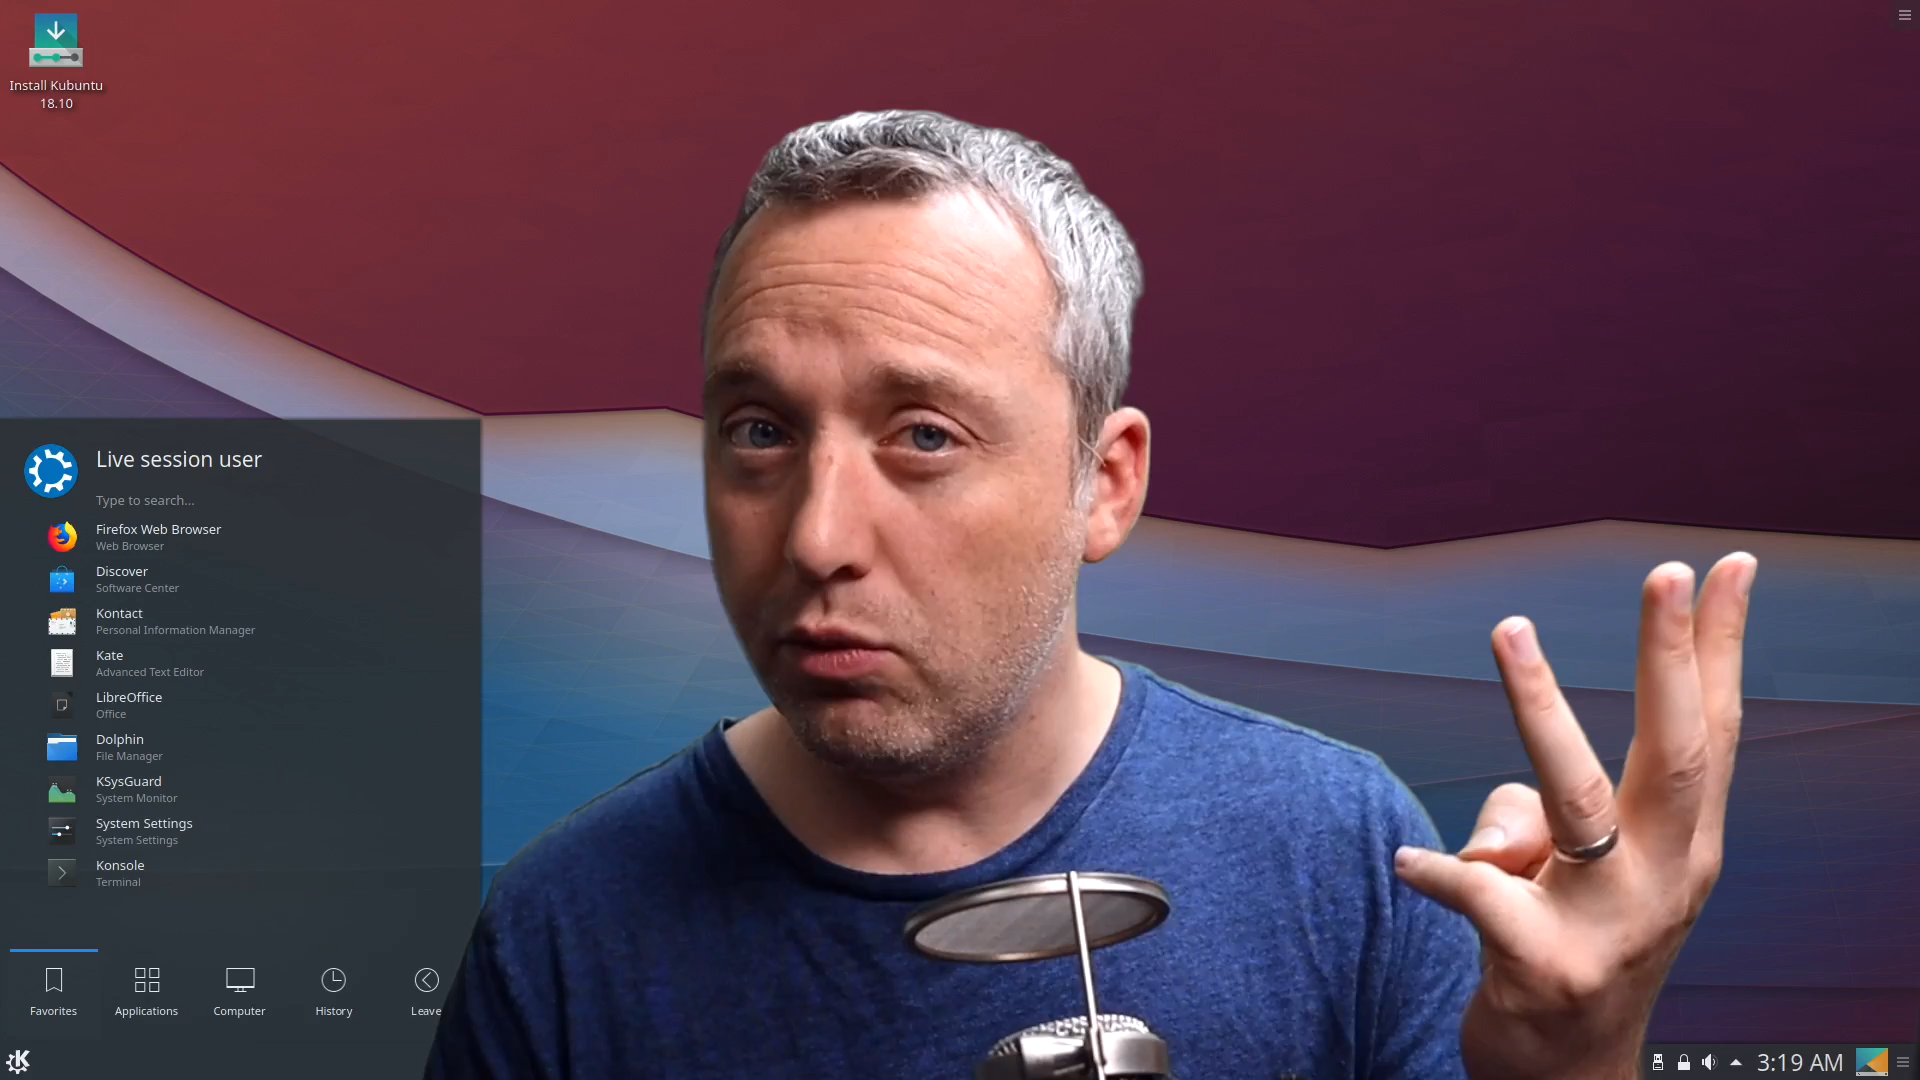 Install Kubuntu
18.10
Live session user
Type to search...
Firefox Web Browser
Web Browser
Discover
Software Center
Kontact
Personal Information Manager
Kate
Advanced Text Editor
LibreOffice
Office
Dolphin
File Manager
KSysGuard
System Monitor
System Settings
System Settings
Konsole
Terminal
Favorites Applications Computer History Leave
3:19 AM